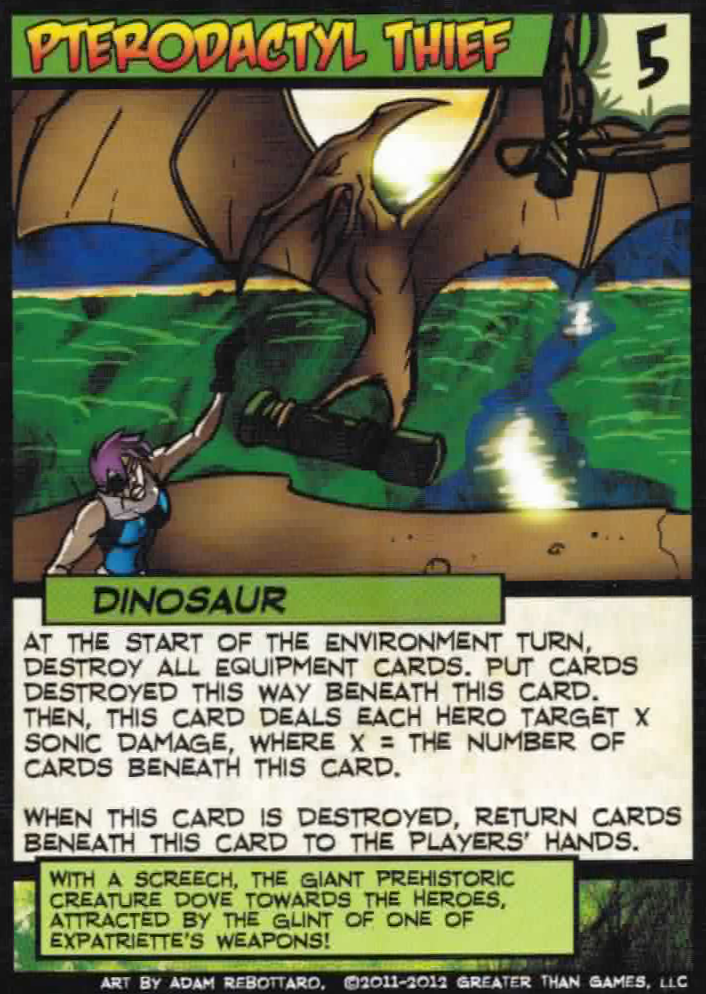 PTERODACTYL THIEF
5
DINOSAUR
AT THE START OF THE ENVIRONMENT TURN,
DESTROY ALL EQUIPMENT CARDS. PUT CARDS
DESTROYED THIS WAY BENEATH THIS CARD.
THEN, THIS CARD DEALS EACH HERO TARGET X
SONIC DAMAGE, WHERE X = THE NUMBER OF
CARDS BENEATH THIS CARD.
WHEN THIS CARD IS DESTROYED, RETURN CARDS
BENEATH THIS CARD TO THE PLAYERS' HANDS.
WITH A SCREECH, THE GIANT PREHISTORIC
CREATURE DOVE TOWARDS THE HEROES,
ATTRACTED BY THE GLINT OF ONE OF
EXPATRIETTE'S WEAPONS!
ART BY ADAM REBOTTARO. ©2011-2012 GREATER THAN GAMES, LLC